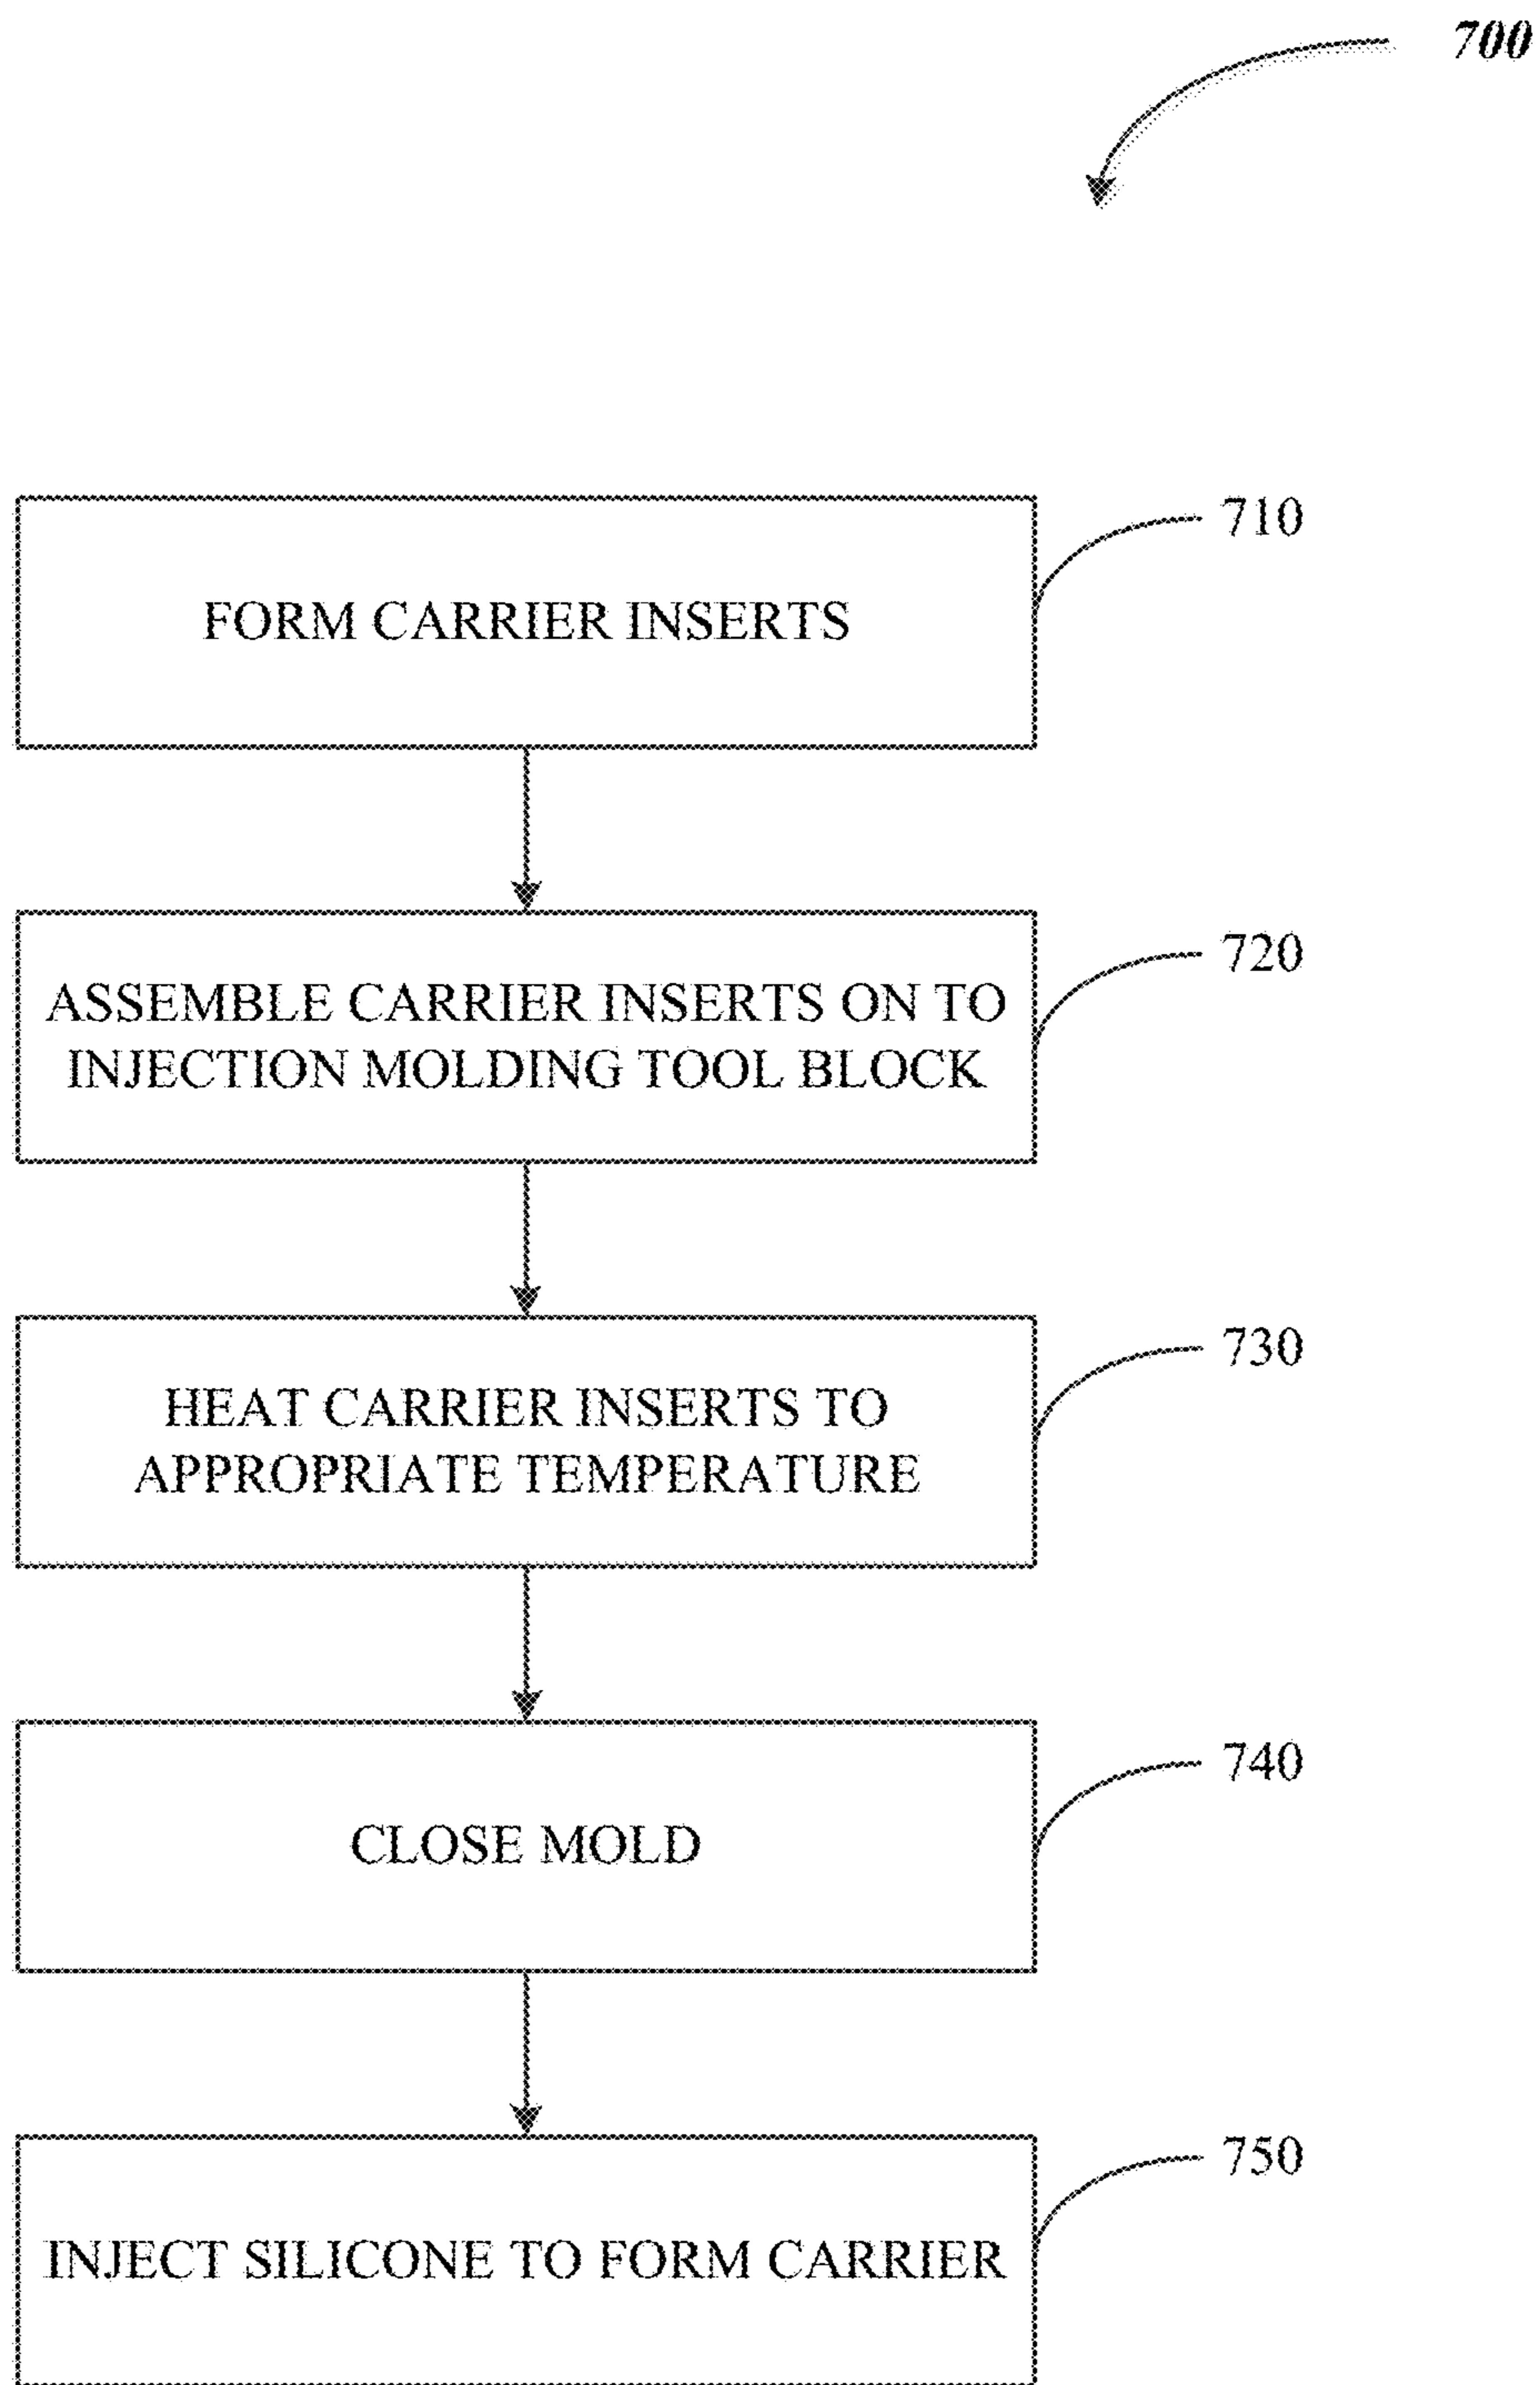 700
FORM CARRIER INSERTS
710
ASSEMBLE CARRIER INSERTS ON TO
INJECTION MOLDING TOOL BLOCK
720
HEAT CARRIER INSERTS TO
APPROPRIATE TEMPERATURE
730
CLOSE MOLD
740
INJECT SILICONE TO FORM CARRIER
750